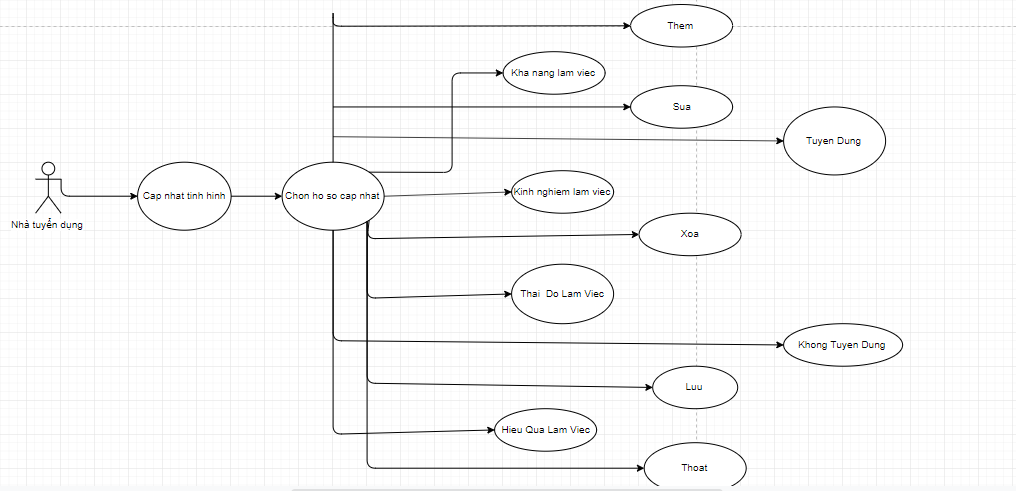 Them
Kha nang lam viec
Sua
Tuyen Dung
Cap nhat tinh hinh
Chon ho so cap nhat
Kinh nghiem lam viec
Nhà tuyển dụng
Xoa
Thai Do Lam Viec
Khong Tuyen Dung
Luu
Hieu Qua Lam Viec
Thoat